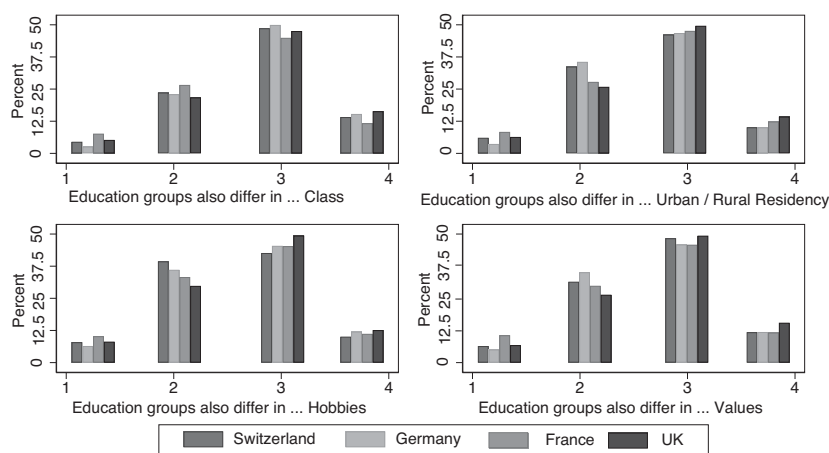 50
37.5
25
12.5
0
Percent
1 2 3 4
Education groups also differ in ... Class
50
37.5
25
12.5
0
Percent
1 2 3 4
Education groups also differ in ... Urban / Rural Residency
50
37.5
25
12.5
0
Percent
1 2 3 4
Education groups also differ in ... Hobbies
50
37.5
25
12.5
0
Percent
1 2 3 4
Education groups also differ in ... Values
Switzerland Germany France UK